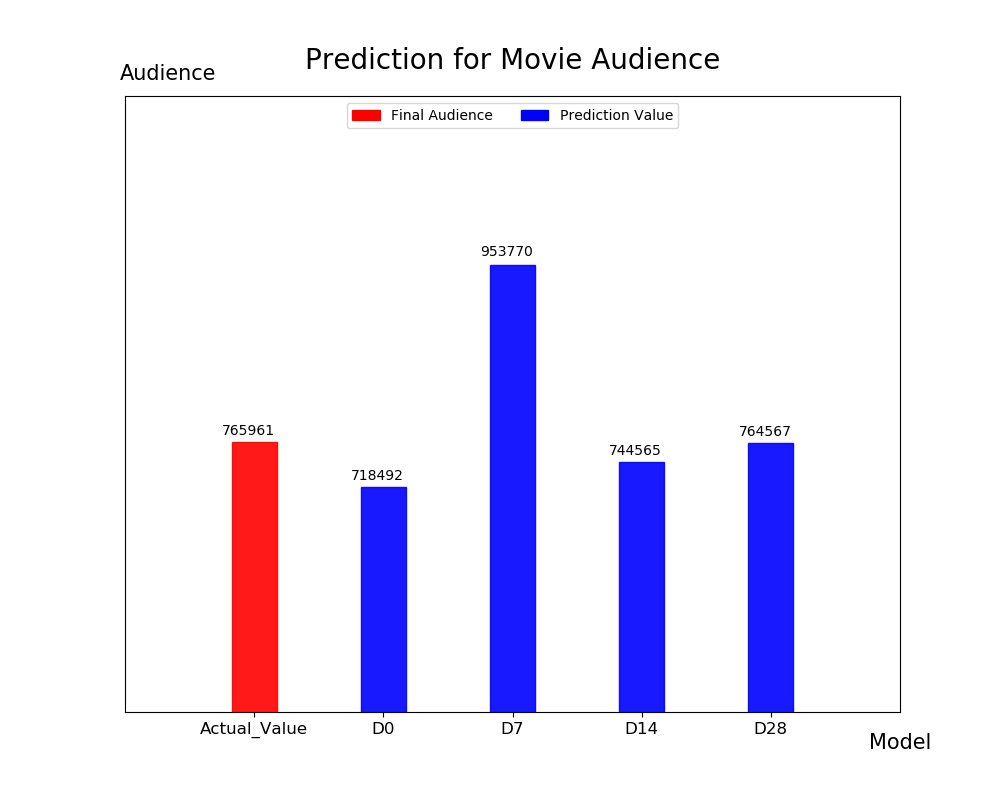 Prediction for Movie Audience
Audience
Final Audience Prediction Value
953770
765961
764567
744565
718492
Actual_Value D0 D7 D14 D28
Model